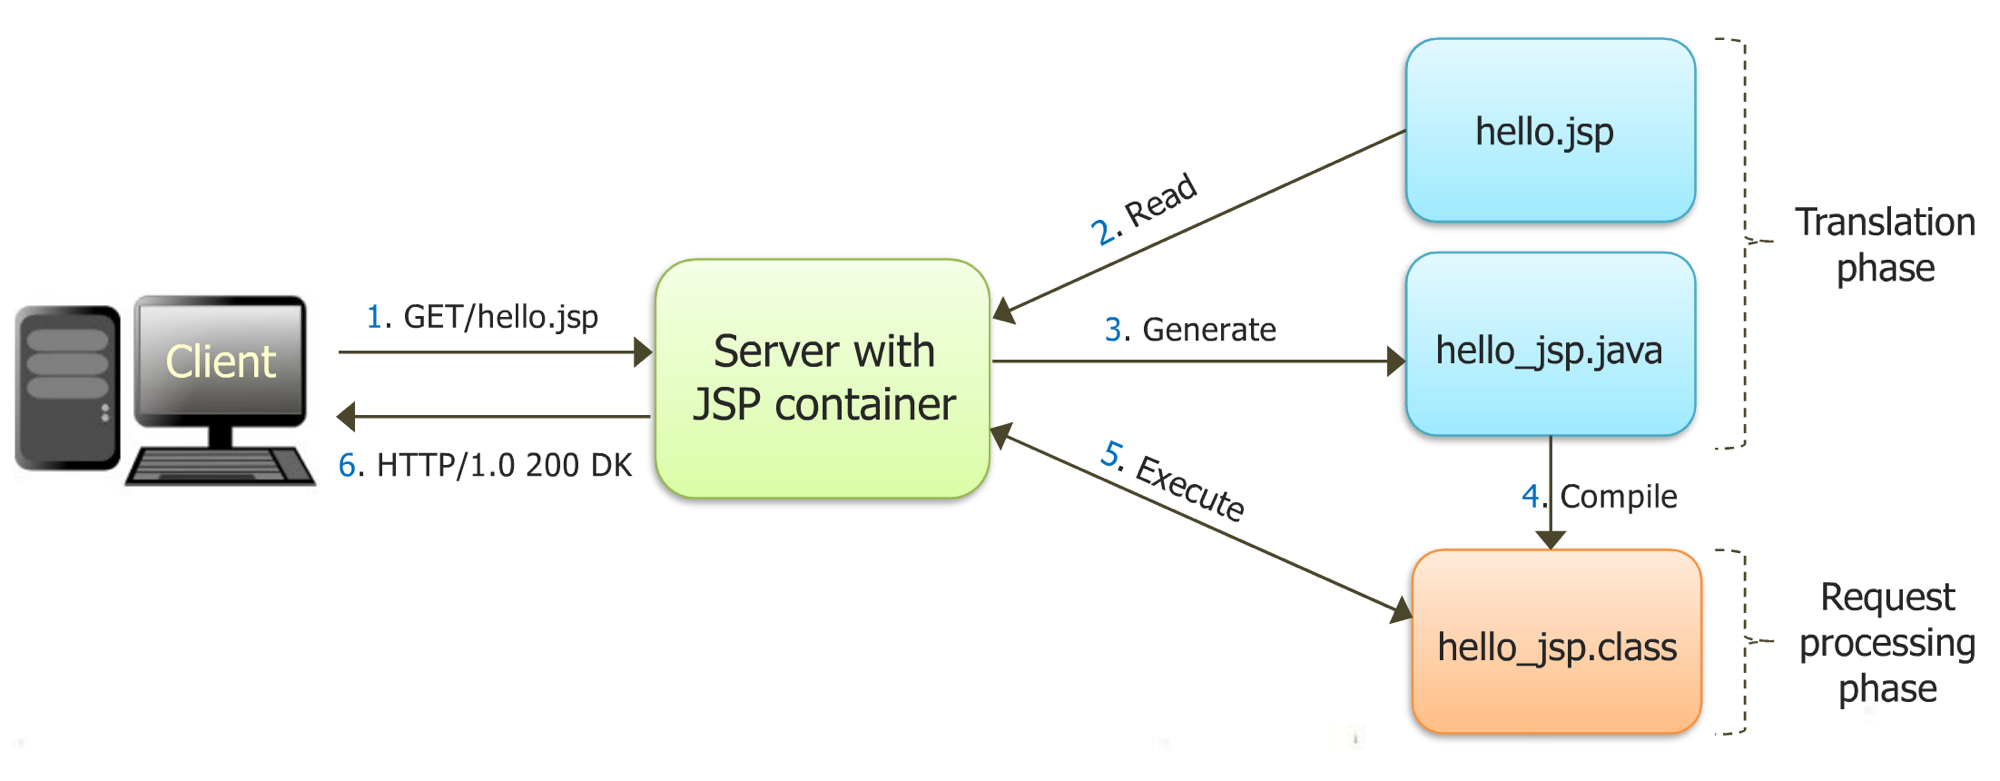 Client
1. GET/hello.jsp
6. HTTP/1.0 200 DK
Server with
JSP container
2. Read
3. Generate
5. Execute
hello.jsp
hello_jsp.java
4. Compile
hello_jsp.class
Translation
phase
Request
processing
phase